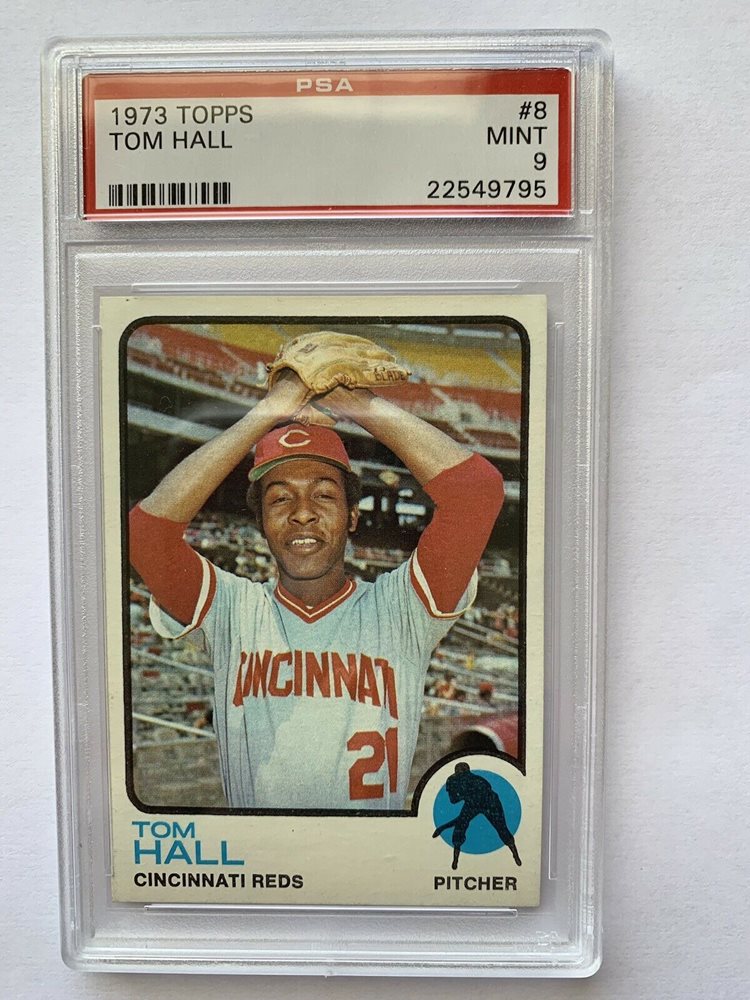 PSA
1973 TOPPS #8
TOM HALL MINT
9
22549795
C
CINCINNATI
21
TOM
HALL
CINCINNATI REDS
PITCHER